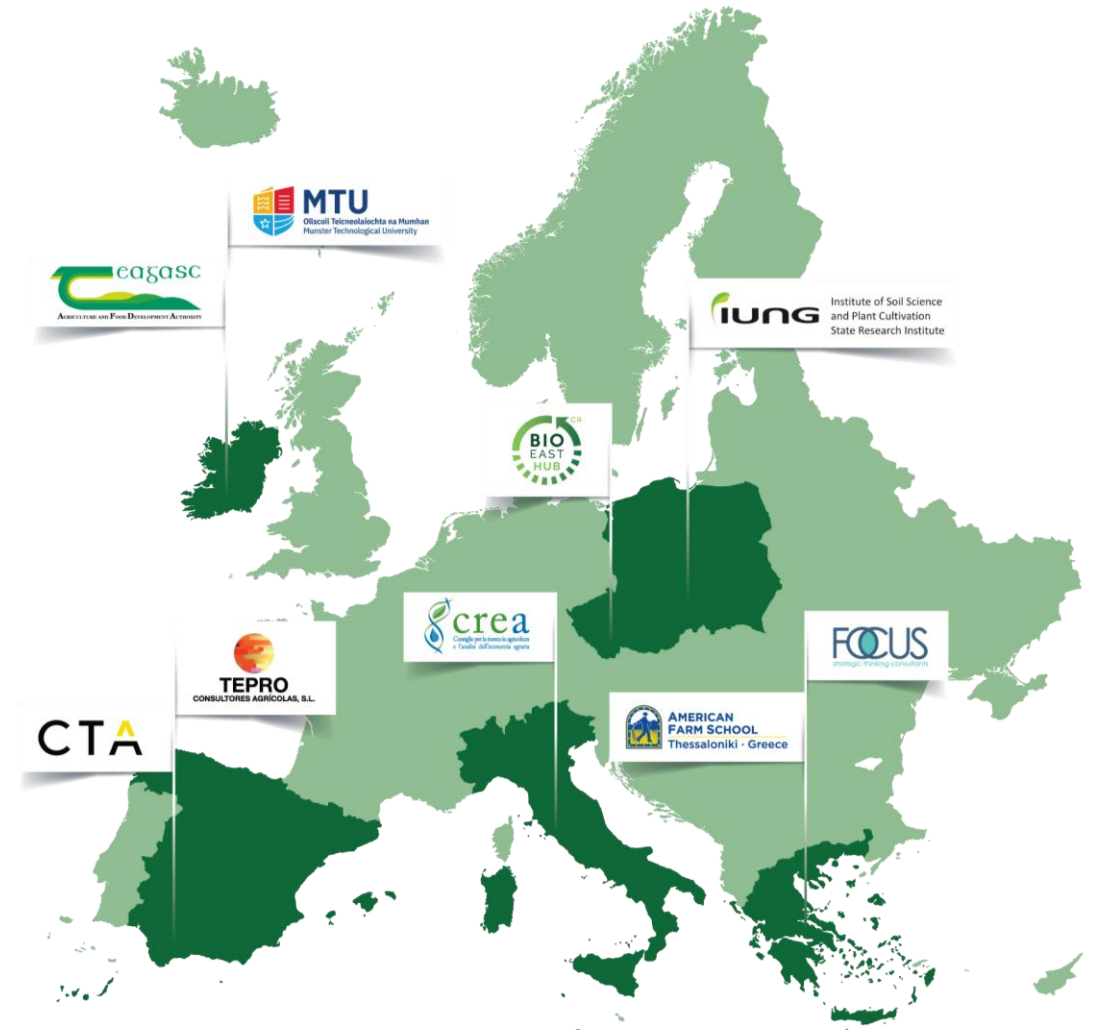 MTU
Ollscoil Teicneolaíochta na Mumhan
Munster Technological University
eagasc
AGRICULTURE AND FOOD DEVELOPMENT AUTHORITY
IUNG
Institute of Soil Science
and Plant Cultivation
State Research Institute
CR
BIO
EAST
HUB
crea
Consiglio per la ricerca in agricoltura
e l'analisi dell'economia agraria
FOCUS
strategic thinking consultants
TEPRO
CONSULTORES AGRÍCOLAS, S.L.
CTA
AMERICAN
FARM SCHOOL
Thessaloniki · Greece